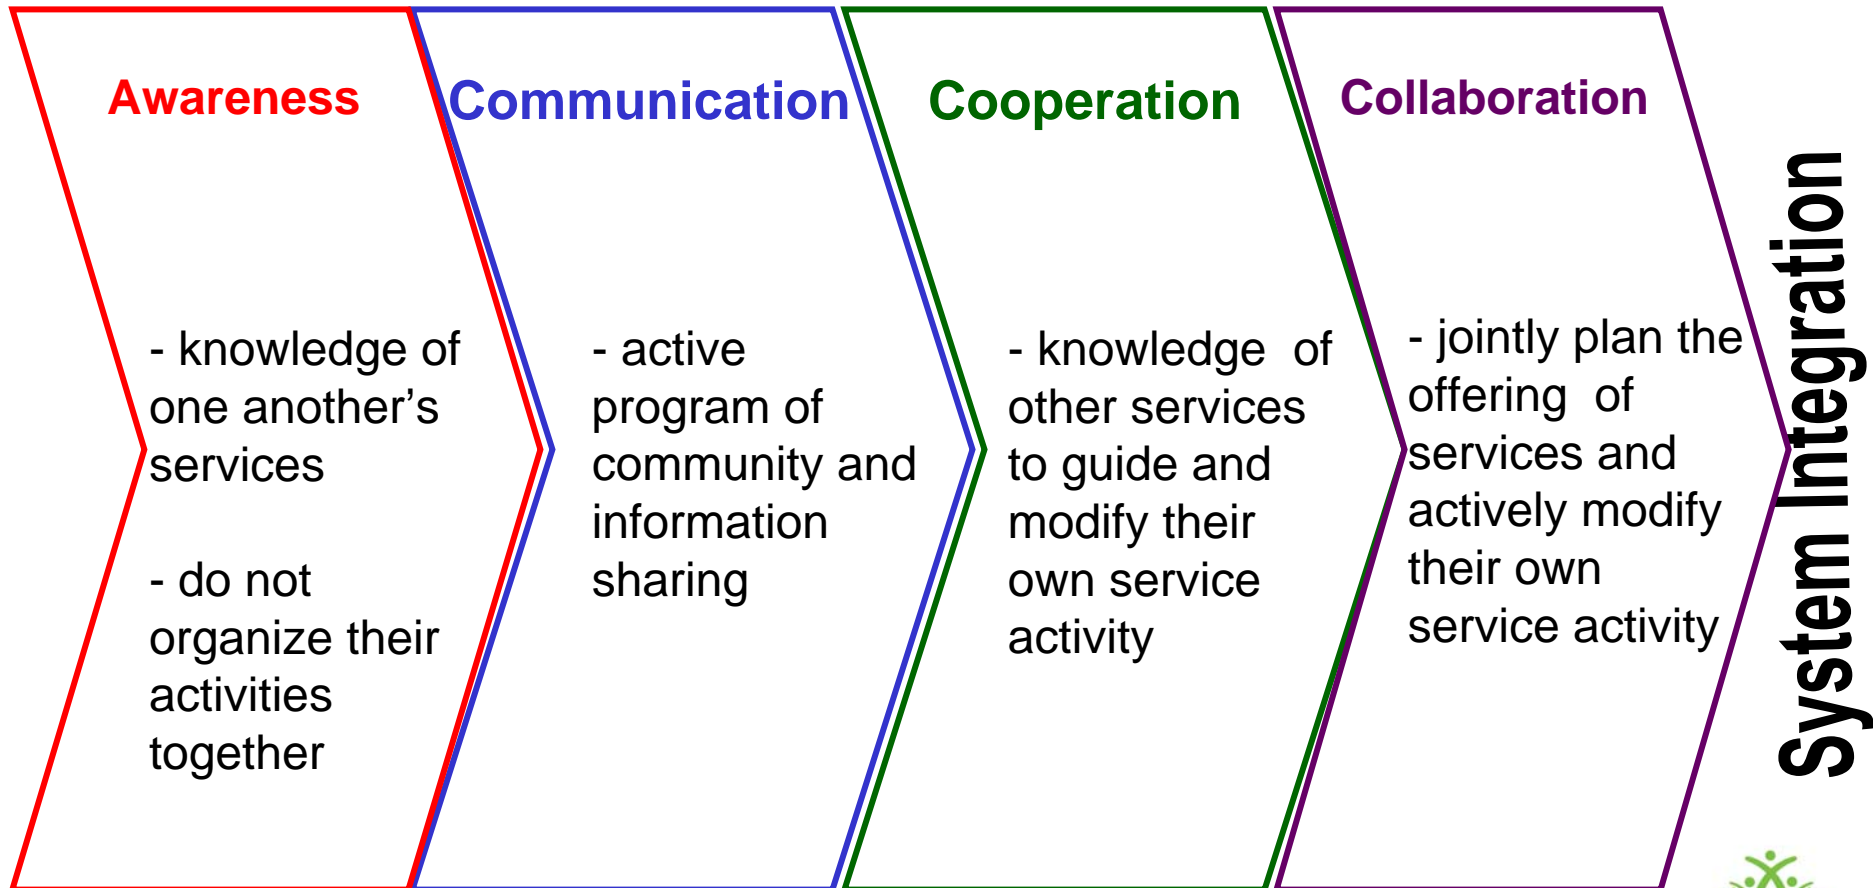 Awareness
- knowledge of
one another’s
services
- do not
organize their
activities
together
Communication
- active
program of
community and
information
sharing
Cooperation
- knowledge  of
other services
to guide and
modify their
own service
activity
Collaboration
- jointly plan the
offering  of
services and
actively modify
their own
service activity
System Integration